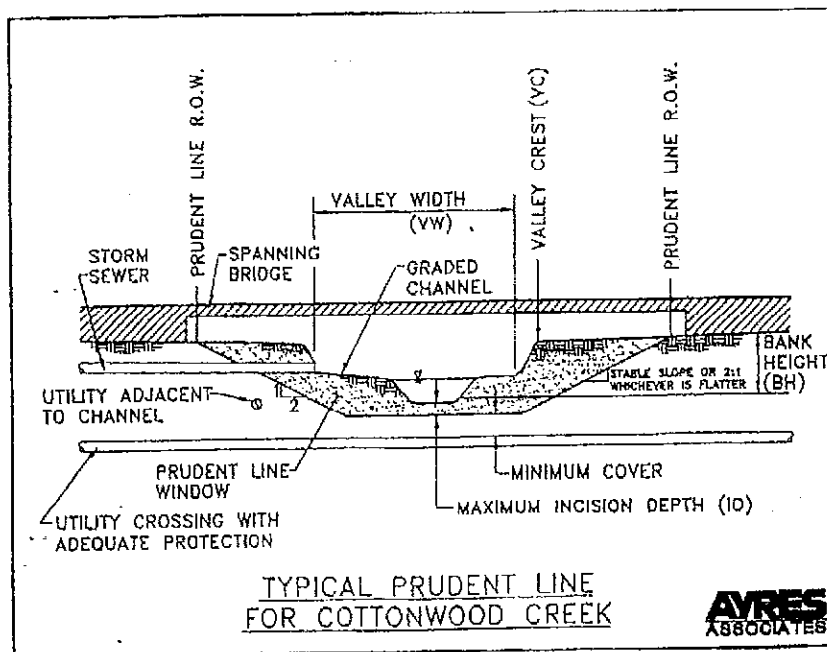 PRUDENT LINE R.O.W.
VALLEY CREST (VC)
PRUDENT LINE R.O.W.
VALLEY WIDTH
(VW)
STORM
SEWER
SPANNING
BRIDGE
GRADED
CHANNEL
BANK
HEIGHT
(BH)
STABLE SLOPE OR 2:1
WHICHEVER IS FLATTER
UTILITY ADJACENT
TO CHANNEL
1
2
PRUDENT LINE
WINDOW
MINIMUM COVER
MAXIMUM INCISION DEPTH (ID)
UTILITY CROSSING WITH
ADEQUATE PROTECTION
TYPICAL PRUDENT LINE
FOR COTTONWOOD CREEK
AYRES
ASSOCIATES